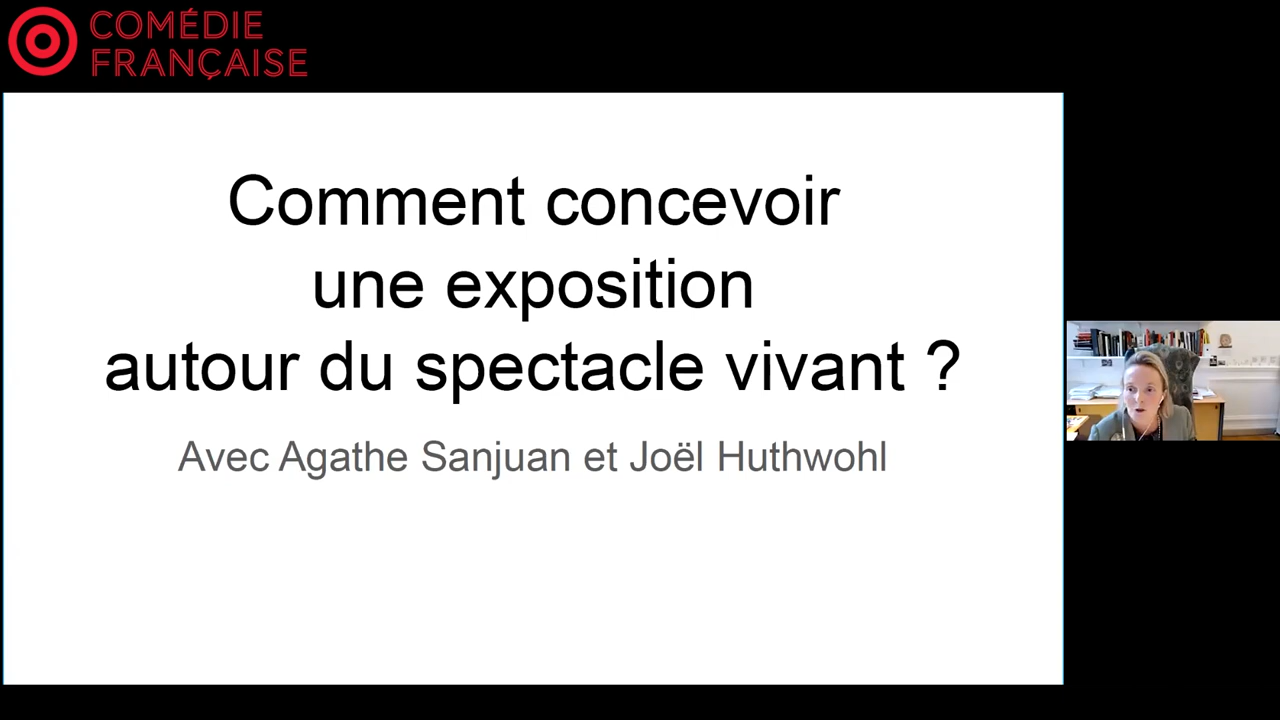 COMÉDIE
FRANÇAISE
Comment concevoir
une exposition
autour du spectacle vivant ?
Avec Agathe Sanjuan et Joël Huthwohl